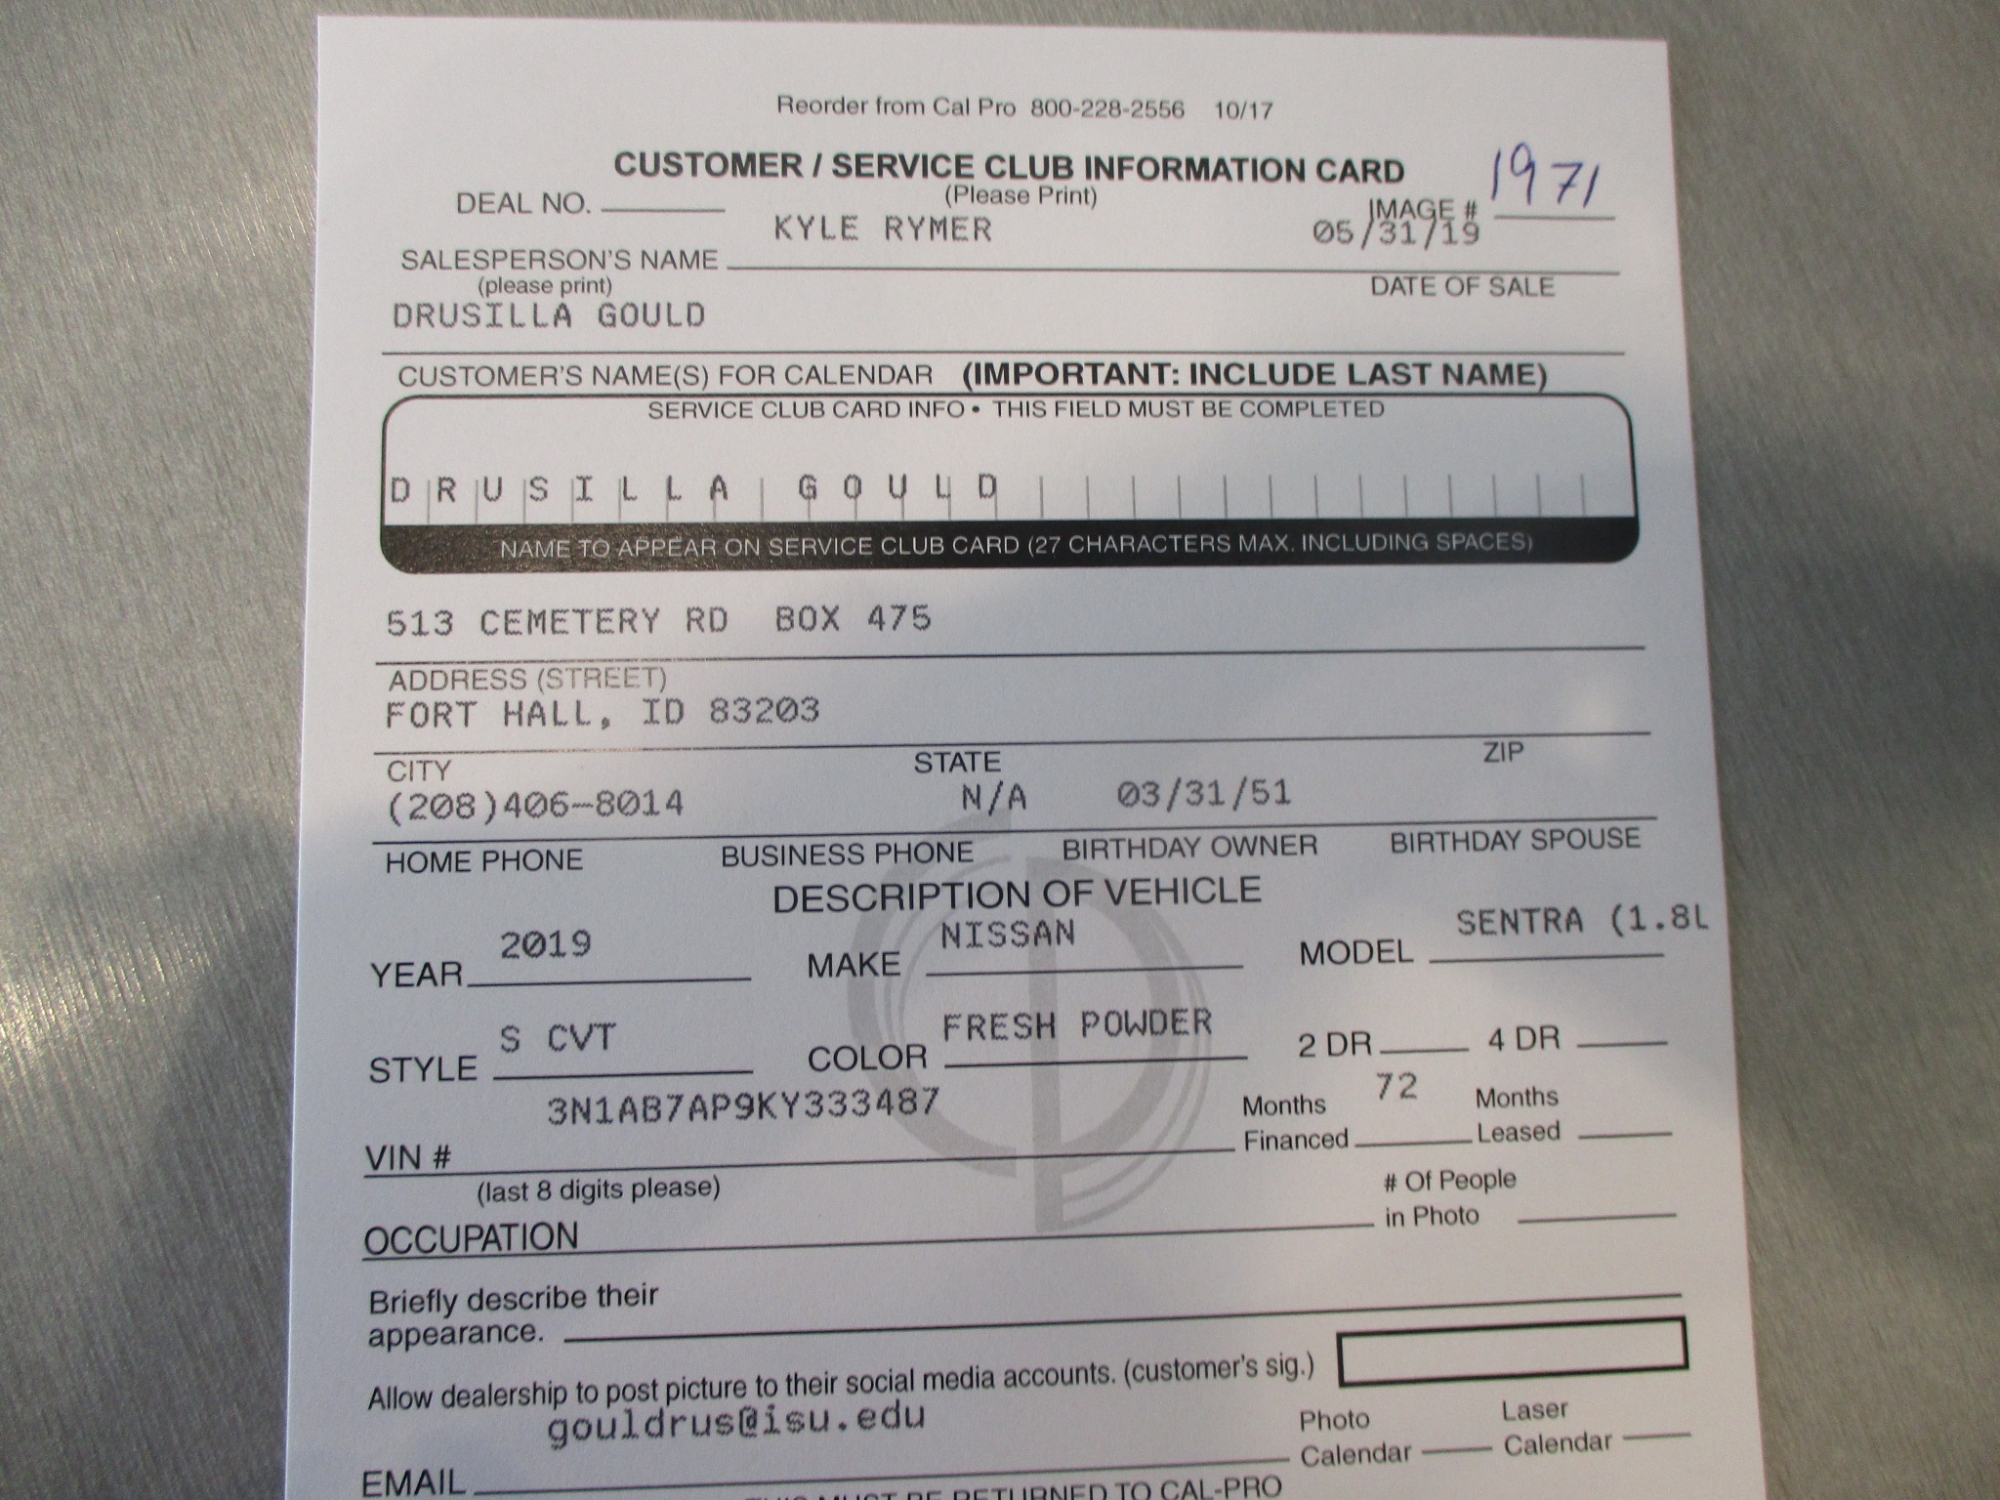 Reorder from Cal Pro 800-228-2556 10/17
CUSTOMER / SERVICE CLUB INFORMATION CARD
(Please Print)
DEAL NO.
IMAGE # 1971
KYLE RYMER 05/31/19
SALESPERSON'S NAME
(please print) DATE OF SALE
DRUSILLA GOULD
CUSTOMER'S NAME(S) FOR CALENDAR (IMPORTANT: INCLUDE LAST NAME)
SERVICE CLUB CARD INFO • THIS FIELD MUST BE COMPLETED
DRUSILLA GOULD
NAME TO APPEAR ON SERVICE CLUB CARD (27 CHARACTERS MAX. INCLUDING SPACES)
513 CEMETERY RD BOX 475
ADDRESS (STREET)
FORT HALL, ID 83203
CITY STATE ZIP
(208)406-8014 N/A 03/31/51
HOME PHONE BUSINESS PHONE BIRTHDAY OWNER BIRTHDAY SPOUSE
DESCRIPTION OF VEHICLE
YEAR 2019 MAKE NISSAN MODEL SENTRA (1.8L
STYLE S CVT COLOR FRESH POWDER 2 DR 4 DR
3N1AB7AP9KY333487 Months 72 Months
VIN # Financed Leased
(last 8 digits please) # Of People
OCCUPATION in Photo
Briefly describe their
appearance.
Allow dealership to post picture to their social media accounts. (customer's sig.)
gouldrus@isu.edu Photo Laser
EMAIL Calendar Calendar
THIS MUST BE RETURNED TO CAL-PRO